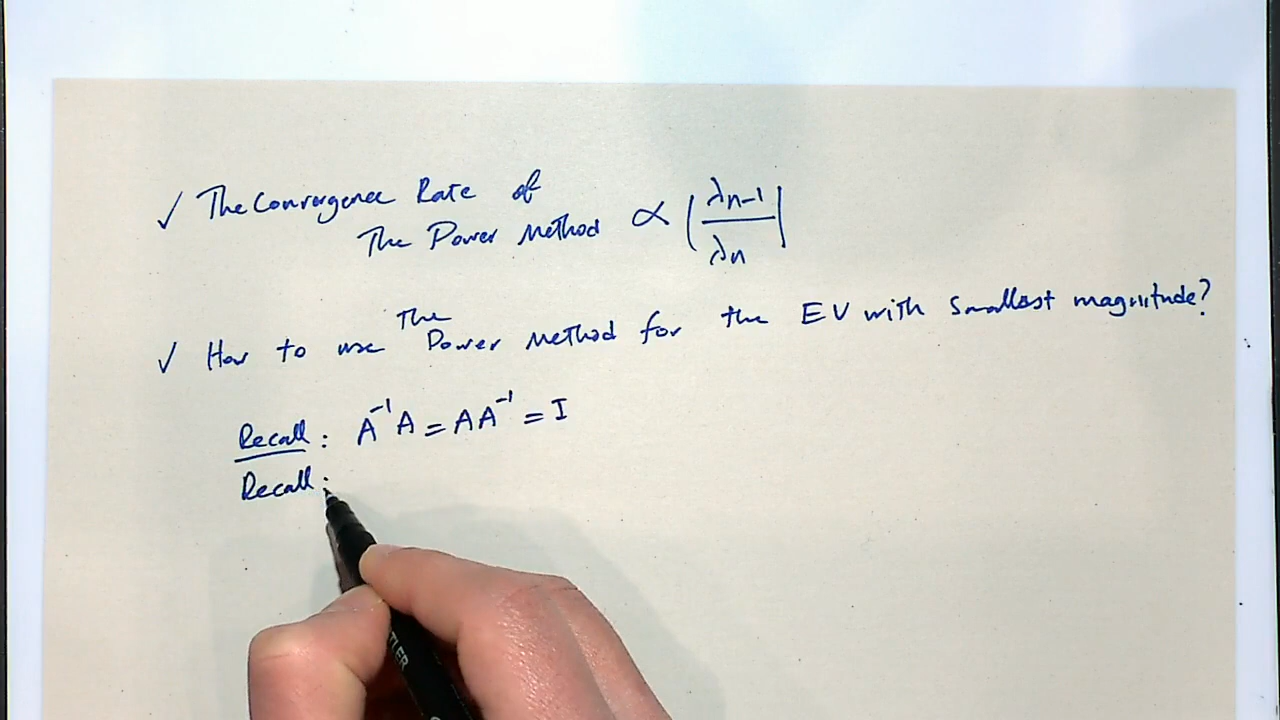 ✓ The Convergence Rate of
The Power Method ∝ |λn-1 / λn|
✓ How to use the Power Method for the EV with smallest magnitude?
Recall: A⁻¹A = AA⁻¹ = I
Recall:
TLER